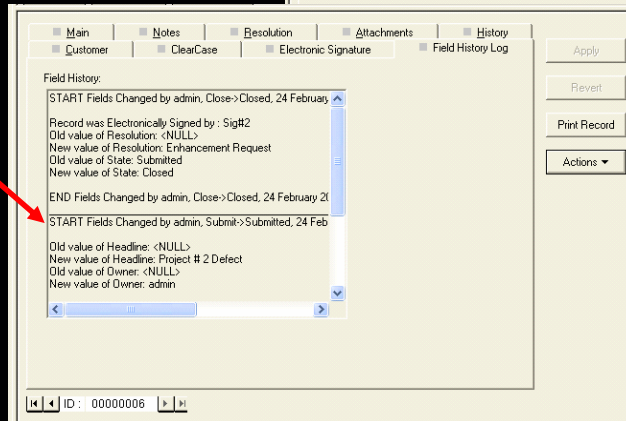 Main
Notes
Resolution
Attachments
History
Customer
ClearCase
Electronic Signature
Field History Log
Apply
Revert
Print Record
Actions
Field History:
START Fields Changed by admin, Close->Closed, 24 February
Record was Electronically Signed by : Sig#2
Old value of Resolution: <NULL>
New value of Resolution: Enhancement Request
Old value of State: Submitted
New value of State: Closed
END Fields Changed by admin, Close->Closed, 24 February 20
START Fields Changed by admin, Submit->Submitted, 24 Feb
Old value of Headline: <NULL>
New value of Headline: Project # 2 Defect
Old value of Owner: <NULL>
New value of Owner: admin
ID : 00000006